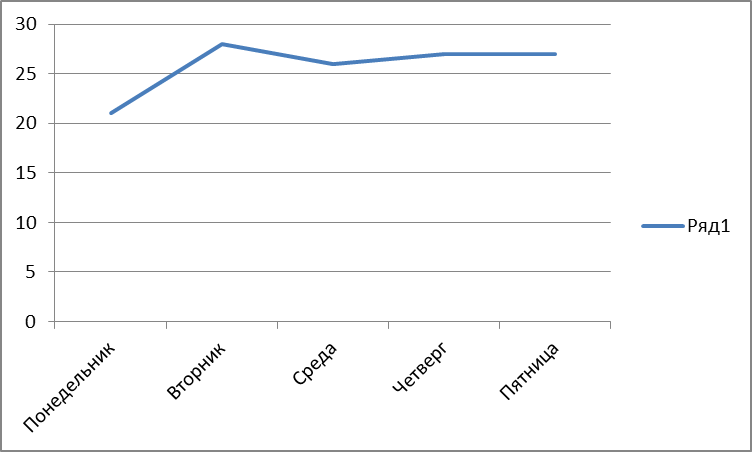 30
25
20
15
10
5
0
Понедельник
Вторник
Среда
Четверг
Пятница
Ряд1